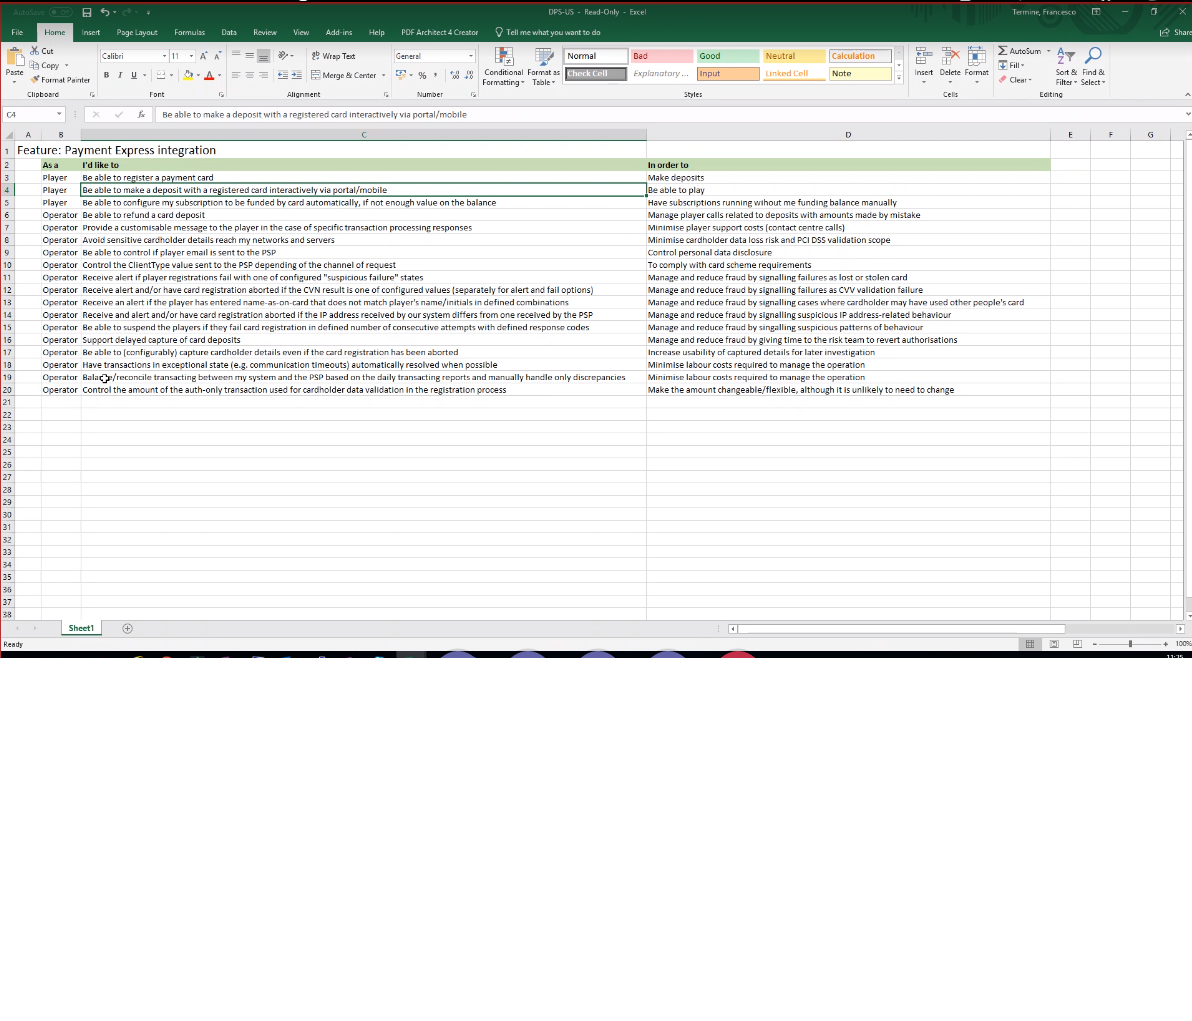 AutoSave Off DPS-US - Read-Only - Excel Termine, Francesco
File Home Insert Page Layout Formulas Data Review View Add-ins Help PDF Architect 4 Creator Tell me what you want to do Share
Paste Cut Copy Format Painter Clipboard
Calibri 11 B I U Font
Wrap Text Merge & Center Alignment
General Number
Conditional Formatting Format as Table
Normal Bad Good Neutral Calculation
Check Cell Explanatory ... Input Linked Cell Note
Styles
Insert Delete Format Cells
AutoSum Fill Clear Sort & Filter Find & Select Editing
C4 fx Be able to make a deposit with a registered card interactively via portal/mobile
A B C D E F G
1 Feature: Payment Express integration
2 As a I'd like to In order to
3 Player Be able to register a payment card Make deposits
4 Player Be able to make a deposit with a registered card interactively via portal/mobile Be able to play
5 Player Be able to configure my subscription to be funded by card automatically, if not enough value on the balance Have subscriptions running wihout me funding balance manually
6 Operator Be able to refund a card deposit Manage player calls related to deposits with amounts made by mistake
7 Operator Provide a customisable message to the player in the case of specific transaction processing responses Minimise player support costs (contact centre calls)
8 Operator Avoid sensitive cardholder details reach my networks and servers Minimise cardholder data loss risk and PCI DSS validation scope
9 Operator Be able to control if player email is sent to the PSP Control personal data disclosure
10 Operator Control the ClientType value sent to the PSP depending of the channel of request To comply with card scheme requirements
11 Operator Receive alert if player registrations fail with one of configured "suspicious failure" states Manage and reduce fraud by signalling failures as lost or stolen card
12 Operator Receive alert and/or have card registration aborted if the CVN result is one of configured values (separately for alert and fail options) Manage and reduce fraud by signalling failures as CVV validation failure
13 Operator Receive an alert if the player has entered name-as-on-card that does not match player's name/initials in defined combinations Manage and reduce fraud by signalling cases where cardholder may have used other people's card
14 Operator Receive and alert and/or have card registration aborted if the IP address received by our system differs from one received by the PSP Manage and reduce fraud by signalling suspicious IP address-related behaviour
15 Operator Be able to suspend the players if they fail card registration in defined number of consecutive attempts with defined response codes Manage and reduce fraud by singalling suspicious patterns of behaviour
16 Operator Support delayed capture of card deposits Manage and reduce fraud by giving time to the risk team to revert authorisations
17 Operator Be able to (configurably) capture cardholder details even if the card registration has been aborted Increase usability of captured details for later investigation
18 Operator Have transactions in exceptional state (e.g. communication timeouts) automatically resolved when possible Minimise labour costs required to manage the operation
19 Operator Balance/reconcile transacting between my system and the PSP based on the daily transacting reports and manually handle only discrepancies Minimise labour costs required to manage the operation
20 Operator Control the amount of the auth-only transaction used for cardholder data validation in the registration process Make the amount changeable/flexible, although it is unlikely to need to change
21
22
23
24
25
26
27
28
29
30
31
32
33
34
35
36
37
38
Sheet1
Ready 100%